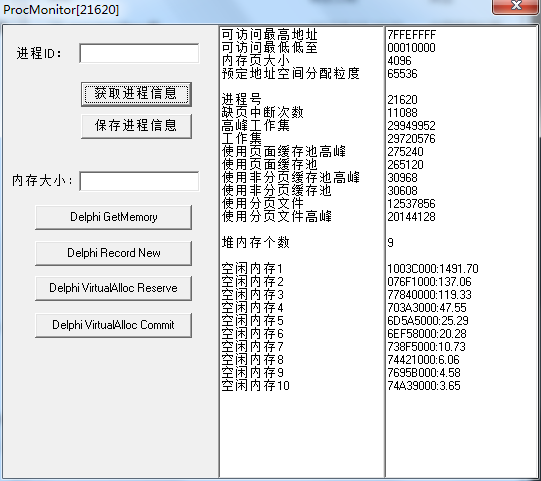 ProcMonitor[21620]
进程ID：
获取进程信息
保存进程信息
内存大小：
Delphi GetMemory
Delphi Record New
Delphi VirtualAlloc Reserve
Delphi VirtualAlloc Commit
可访问最高地址 7FFEFFFF
可访问最低低至 00010000
内存页大小 4096
预定地址空间分配粒度 65536
进程号 21620
缺页中断次数 11088
高峰工作集 29949952
工作集 29720576
使用页面缓存池高峰 275240
使用页面缓存池 265120
使用非分页缓存池高峰 30968
使用非分页缓存池 30608
使用分页文件 12537856
使用分页文件高峰 20144128
堆内存个数 9
空闲内存1 1003C000:1491.70
空闲内存2 076F1000:137.06
空闲内存3 77840000:119.33
空闲内存4 703A3000:47.55
空闲内存5 6D5A5000:25.29
空闲内存6 6EF58000:20.28
空闲内存7 738F5000:10.73
空闲内存8 74421000:6.06
空闲内存9 7695B000:4.58
空闲内存10 74A39000:3.65